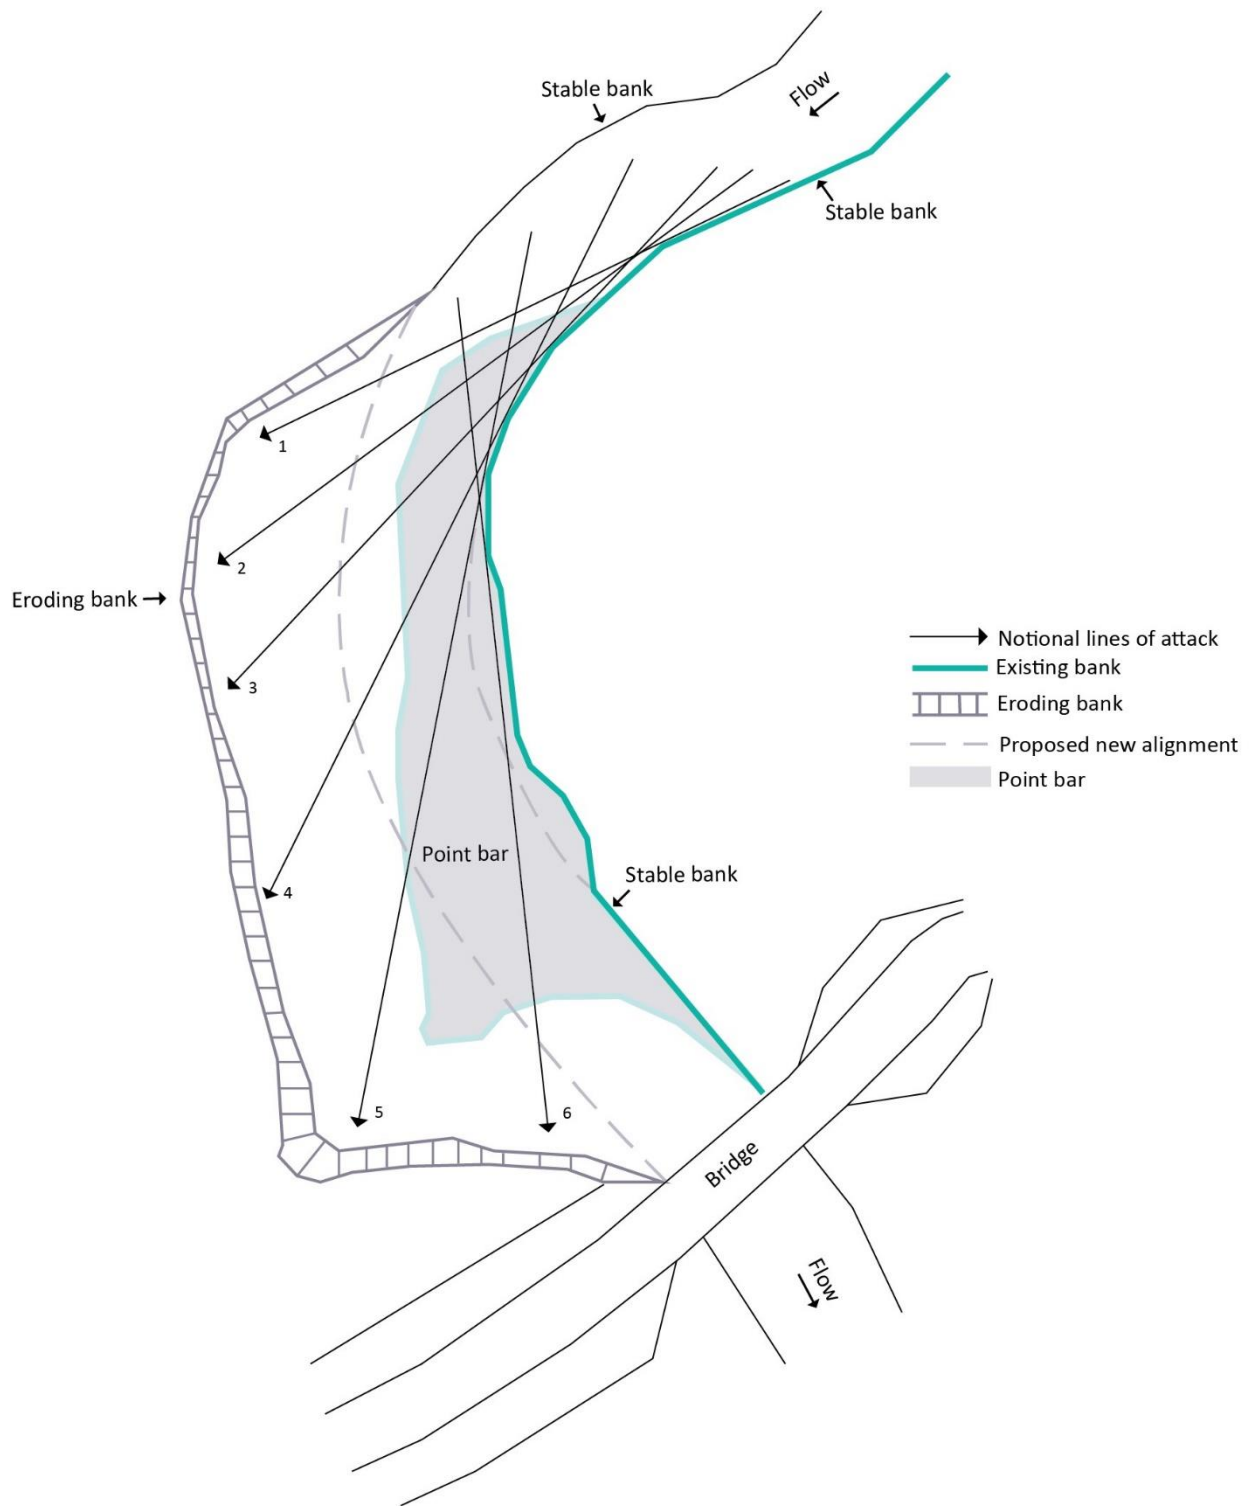 Stable bank
Flow
Stable bank
1
2
Eroding bank
3
Notional lines of attack
Existing bank
Eroding bank
Proposed new alignment
Point bar
Point bar
Stable bank
4
5
6
Bridge
Flow